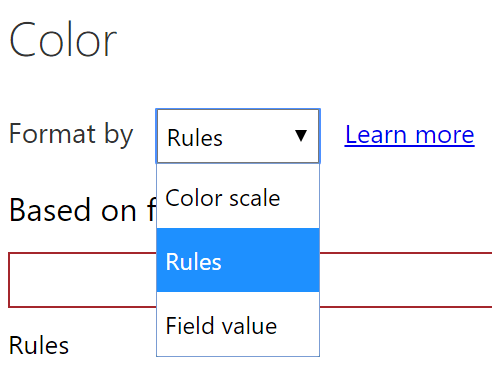 Color
Format by Rules ▼ Learn more
Color scale
Based on f
Rules
Field value
Rules